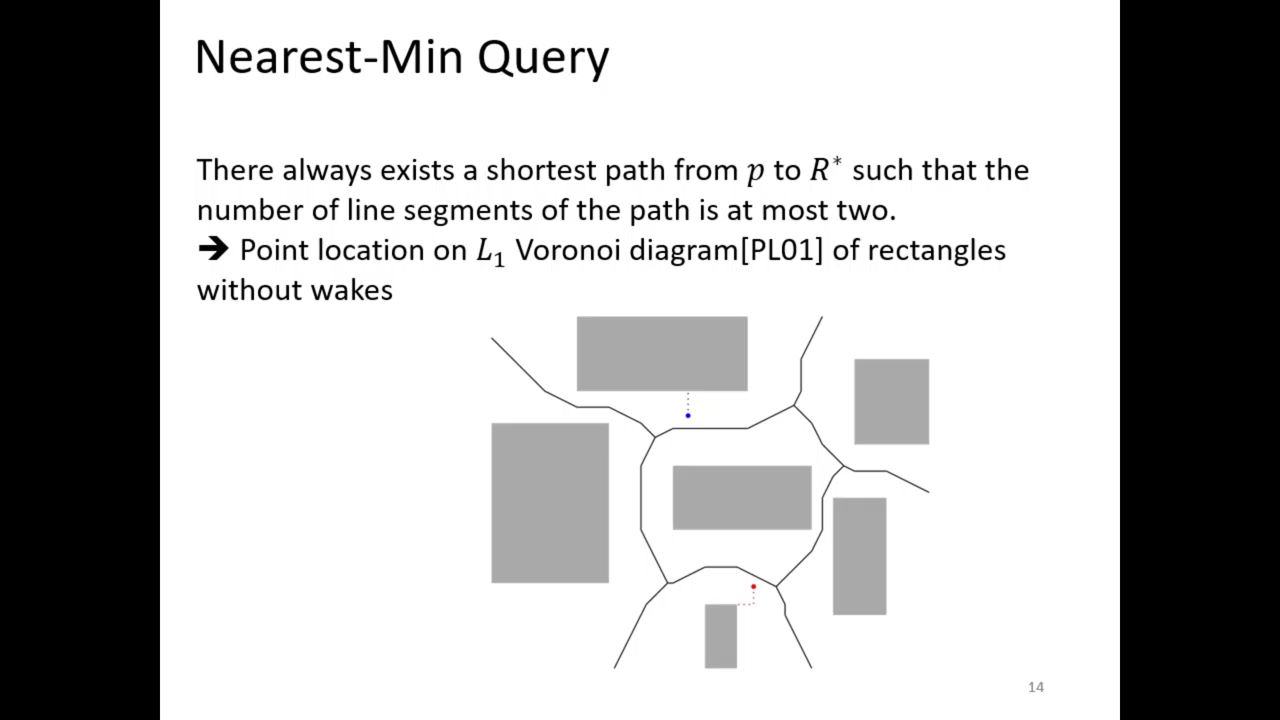 Nearest-Min Query
There always exists a shortest path from 𝑝 to 𝑅* such that the
number of line segments of the path is at most two.
➔ Point location on 𝐿₁ Voronoi diagram[PL01] of rectangles
without wakes
14